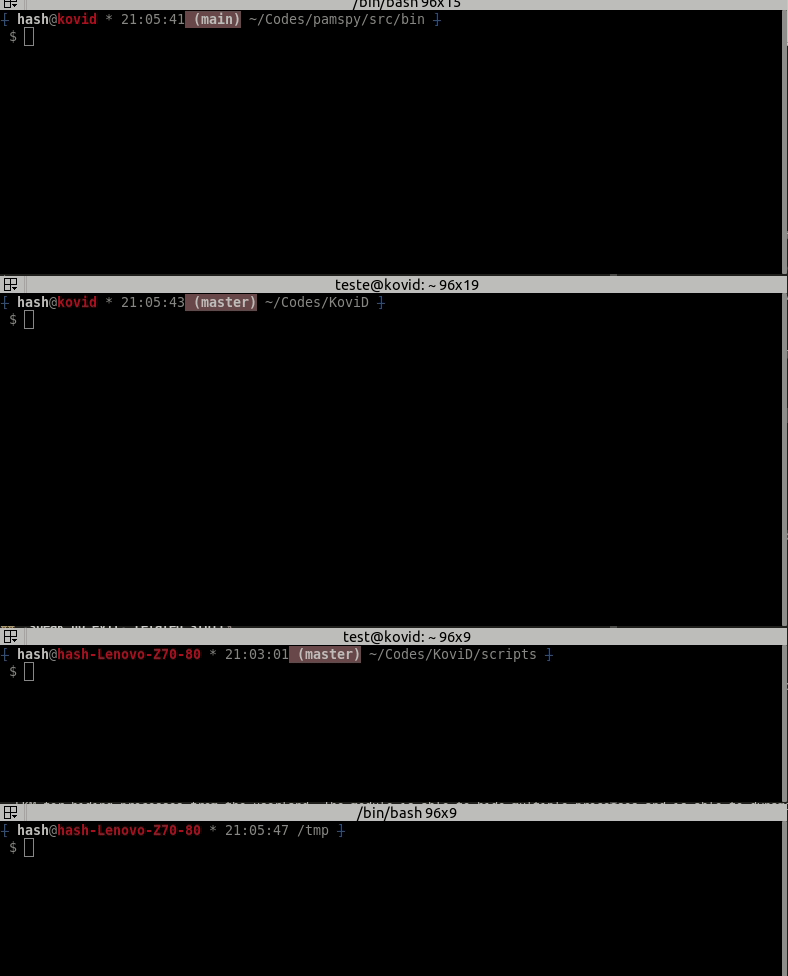 /bin/bash 96x15
[ hash@kovid * 21:05:41 (main) ~/Codes/pamspy/src/bin ]
$
teste@kovid: ~ 96x19
[ hash@kovid * 21:05:43 (master) ~/Codes/KoviD ]
$
test@kovid: ~ 96x9
[ hash@hash-Lenovo-Z70-80 * 21:03:01 (master) ~/Codes/KoviD/scripts ]
$
/bin/bash 96x9
[ hash@hash-Lenovo-Z70-80 * 21:05:47 /tmp ]
$